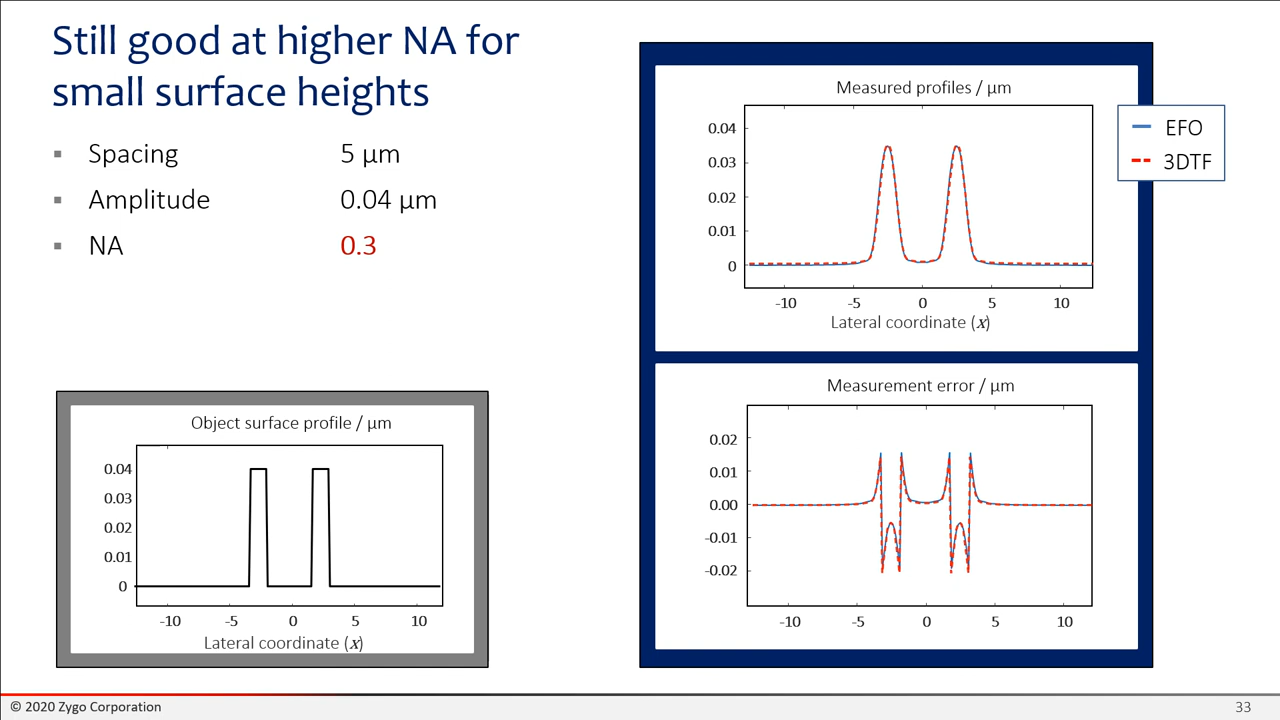 Still good at higher NA for
small surface heights
▪ Spacing 5 µm
▪ Amplitude 0.04 µm
▪ NA 0.3
Object surface profile / µm
0.04
0.03
0.02
0.01
0
-10 -5 0 5 10
Lateral coordinate (x)
Measured profiles / µm
0.04
0.03
0.02
0.01
0
-10 -5 0 5 10
Lateral coordinate (x)
EFO
3DTF
Measurement error / µm
0.02
0.01
0.00
-0.01
-0.02
-10 -5 0 5 10
© 2020 Zygo Corporation
33